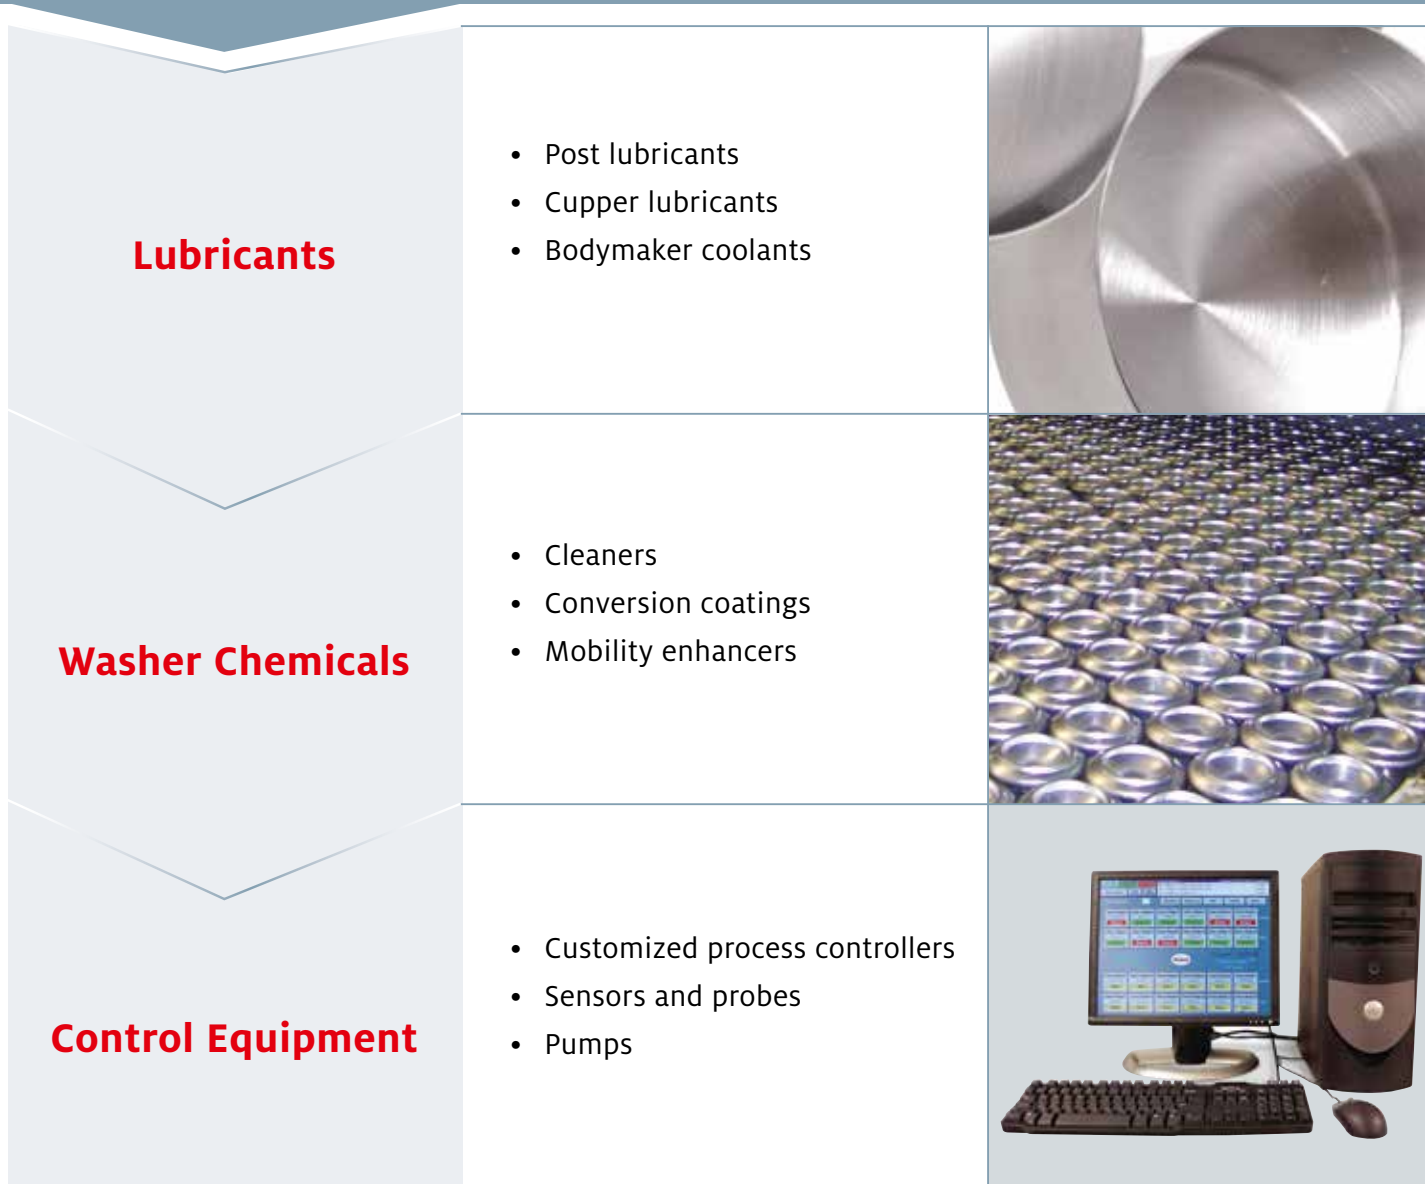 Lubricants
• Post lubricants
• Cupper lubricants
• Bodymaker coolants
Washer Chemicals
• Cleaners
• Conversion coatings
• Mobility enhancers
Control Equipment
• Customized process controllers
• Sensors and probes
• Pumps